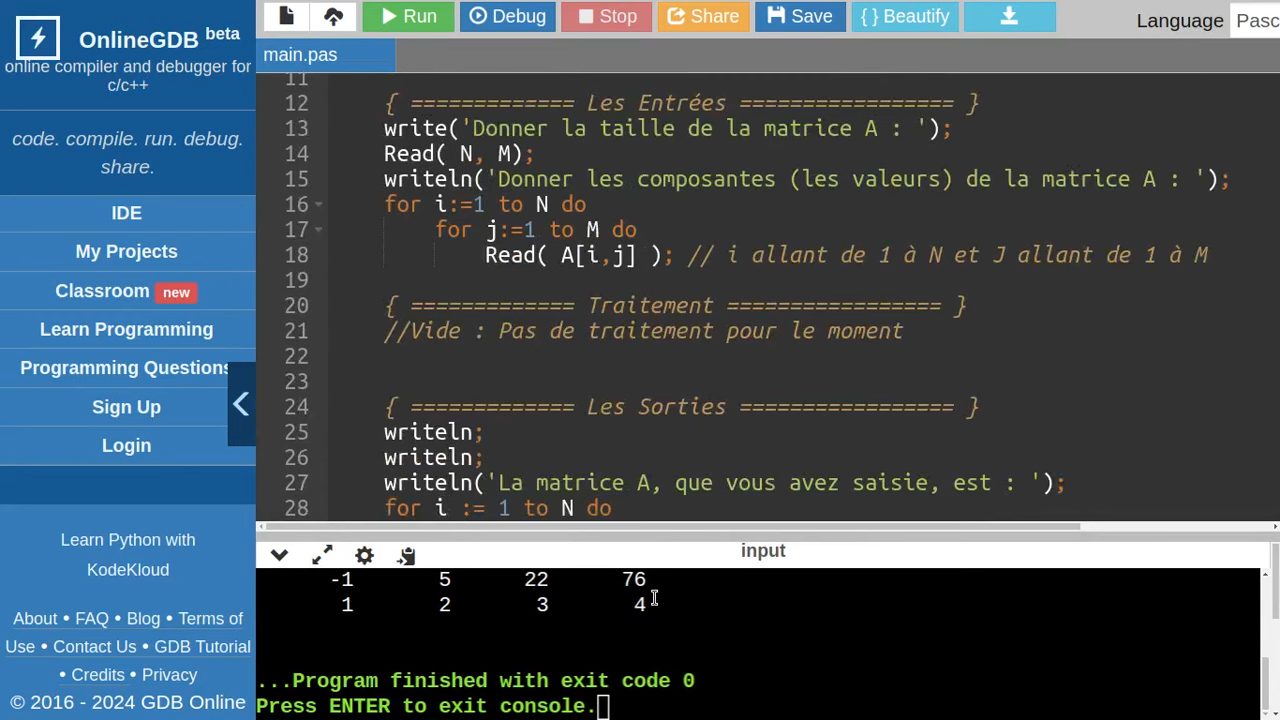 OnlineGDB beta
online compiler and debugger for
c/c++
code. compile. run. debug.
share.
IDE
My Projects
Classroom new
Learn Programming
Programming Questions
Sign Up
Login
Learn Python with
KodeKloud
About • FAQ • Blog • Terms of
Use • Contact Us • GDB Tutorial
• Credits • Privacy
© 2016 - 2024 GDB Online
Run Debug Stop Share Save { } Beautify Language Pasc
main.pas
11
12 { ============= Les Entrées ================= }
13 write('Donner la taille de la matrice A : ');
14 Read( N, M);
15 writeln('Donner les composantes (les valeurs) de la matrice A : ');
16 for i:=1 to N do
17 for j:=1 to M do
18 Read( A[i,j] ); // i allant de 1 à N et J allant de 1 à M
19
20 { ============= Traitement ================= }
21 //Vide : Pas de traitement pour le moment
22
23
24 { ============= Les Sorties ================= }
25 writeln;
26 writeln;
27 writeln('La matrice A, que vous avez saisie, est : ');
28 for i := 1 to N do
input
-1 5 22 76
1 2 3 4
...Program finished with exit code 0
Press ENTER to exit console.